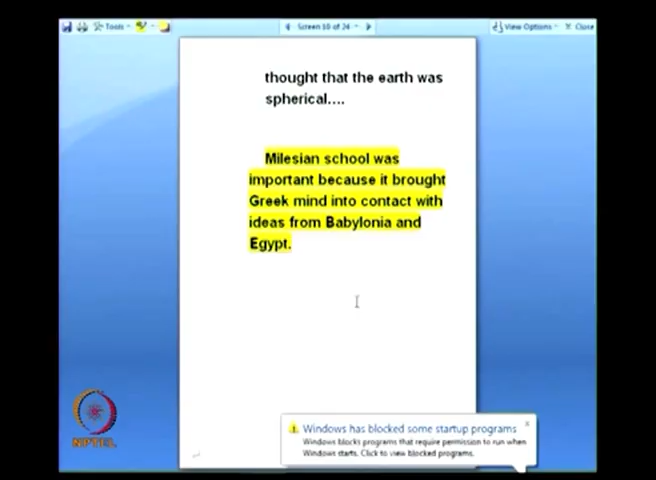 Tools
Screen 10 of 24
View Options
Close
thought that the earth was
spherical....
Milesian school was
important because it brought
Greek mind into contact with
ideas from Babylonia and
Egypt.
NPTEL
Windows has blocked some startup programs
Windows blocks programs that require permission to run when
Windows starts. Click to view blocked programs.